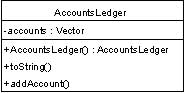 AccountsLedger
-accounts : Vector
+AccountsLedger() : AccountsLedger
+toString()
+addAccount()